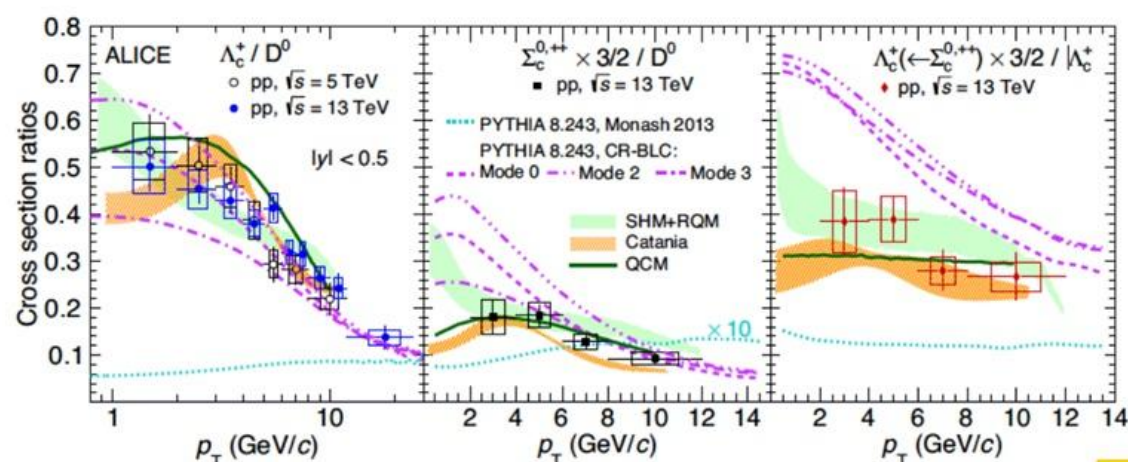 Cross section ratios
0.8
0.7
0.6
0.5
0.4
0.3
0.2
0.1
ALICE
Λc+ / D0
pp, √s = 5 TeV
pp, √s = 13 TeV
|y| < 0.5
1
10
pT (GeV/c)
Σc0,++ × 3/2 / D0
pp, √s = 13 TeV
PYTHIA 8.243, Monash 2013
PYTHIA 8.243, CR-BLC:
Mode 0 Mode 2 Mode 3
SHM+RQM
Catania
QCM
× 10
0 2 4 6 8 10 12
pT (GeV/c)
Λc+(←Σc0,++) × 3/2 / |Λc+
pp, √s = 13 TeV
2 4 6 8 10 12 14
pT (GeV/c)